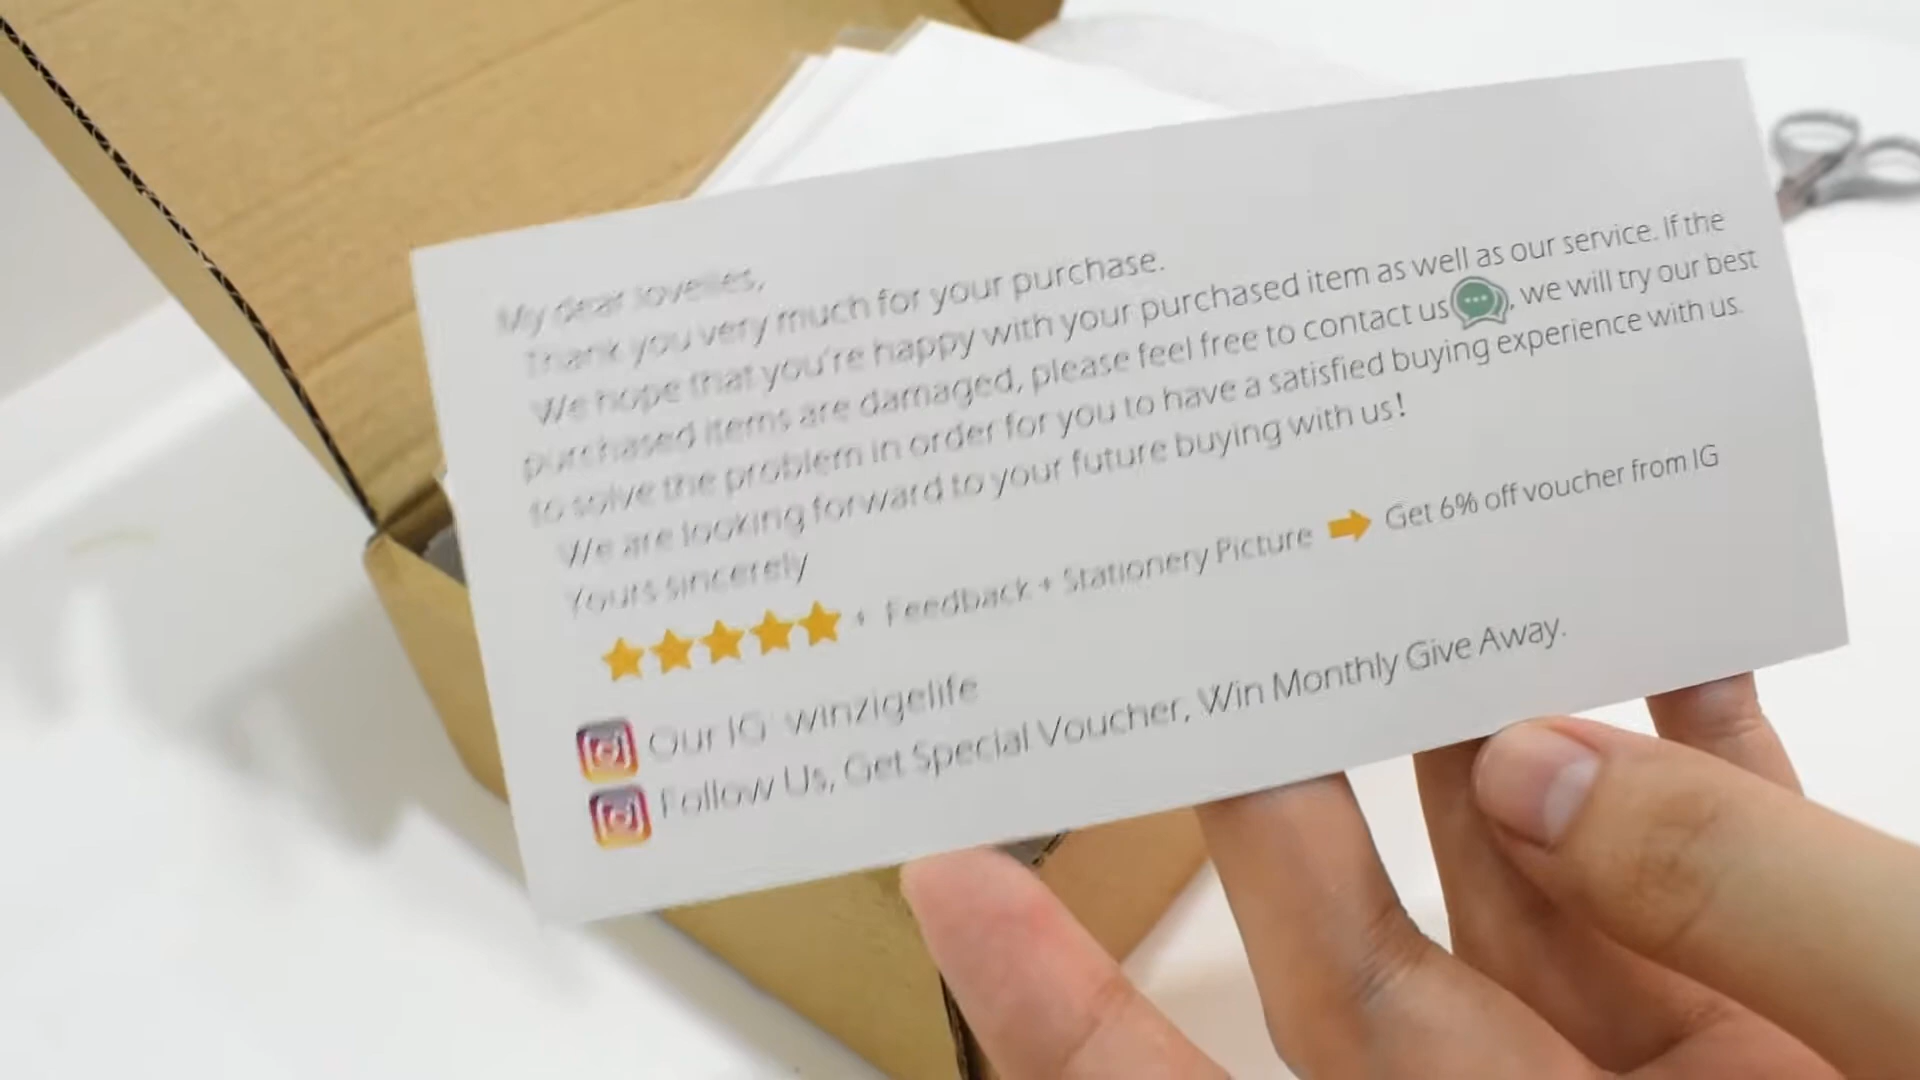 My dear lovelies,
Thank you very much for your purchase.
We hope that you're happy with your purchased item as well as our service. If the
purchased items are damaged, please feel free to contact us, we will try our best
to solve the problem in order for you to have a satisfied buying experience with us.
We are looking forward to your future buying with us!
Yours sincerely
+ Feedback + Stationery Picture Get 6% off voucher from IG
Our IG: winzigelife
Follow Us, Get Special Voucher, Win Monthly Give Away.